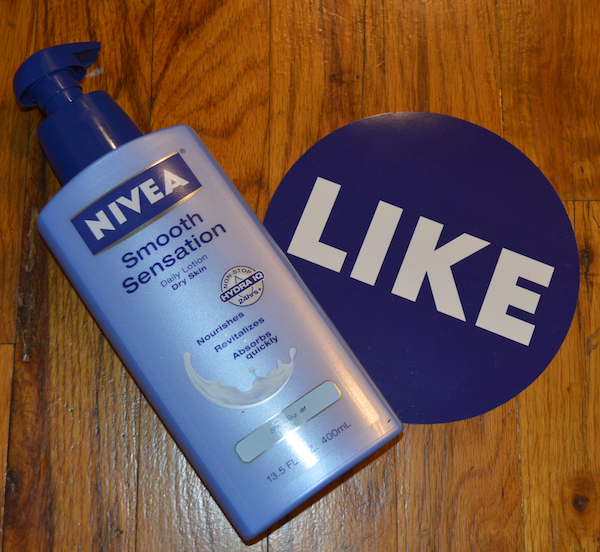 NIVEA®
Smooth
Sensation
Daily Lotion
Dry Skin
NON-STOP
HYDRA IQ
24hrs+
Nourishes
Revitalizes
Absorbs
quickly
13.5 FL. OZ. 400mL
LIKE